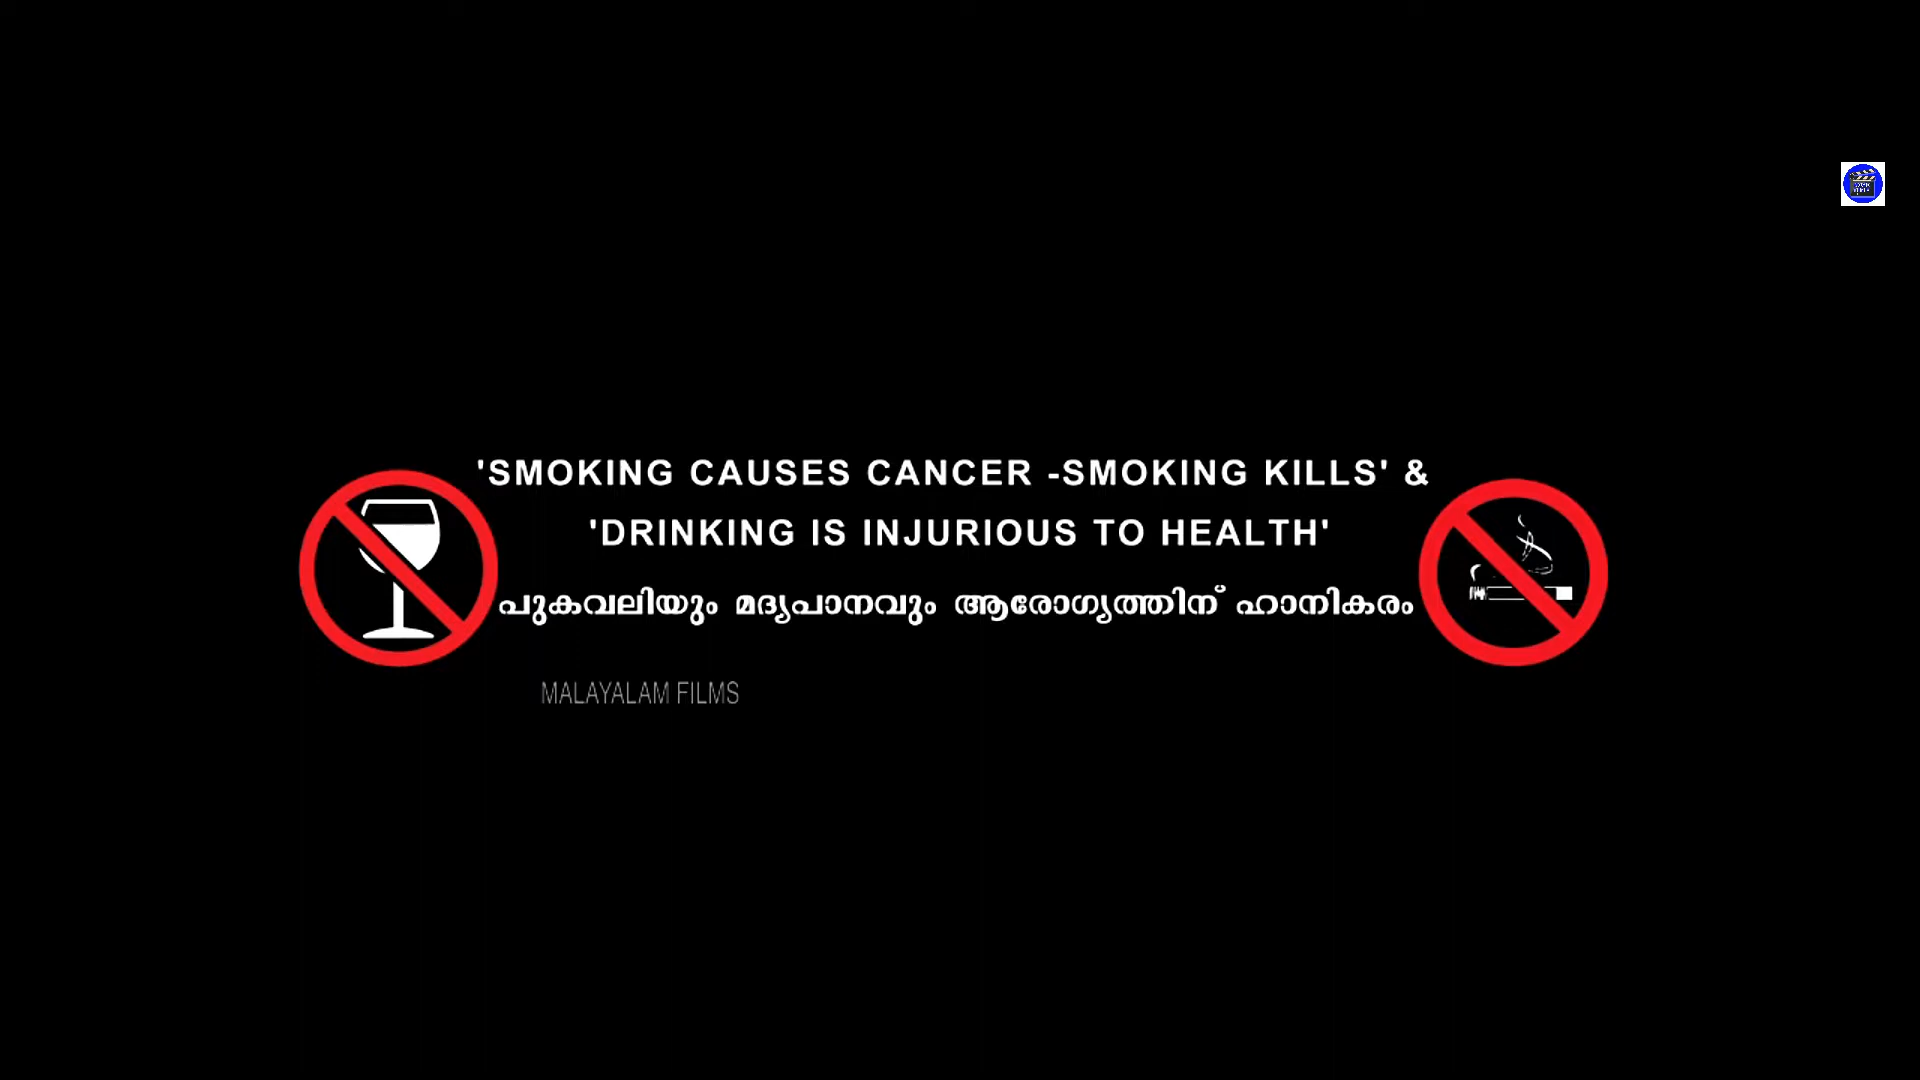 'SMOKING CAUSES CANCER -SMOKING KILLS' &
'DRINKING IS INJURIOUS TO HEALTH'
പുകവലിയും മദ്യപാനവും ആരോഗ്യത്തിന് ഹാനികരം
MALAYALAM FILMS